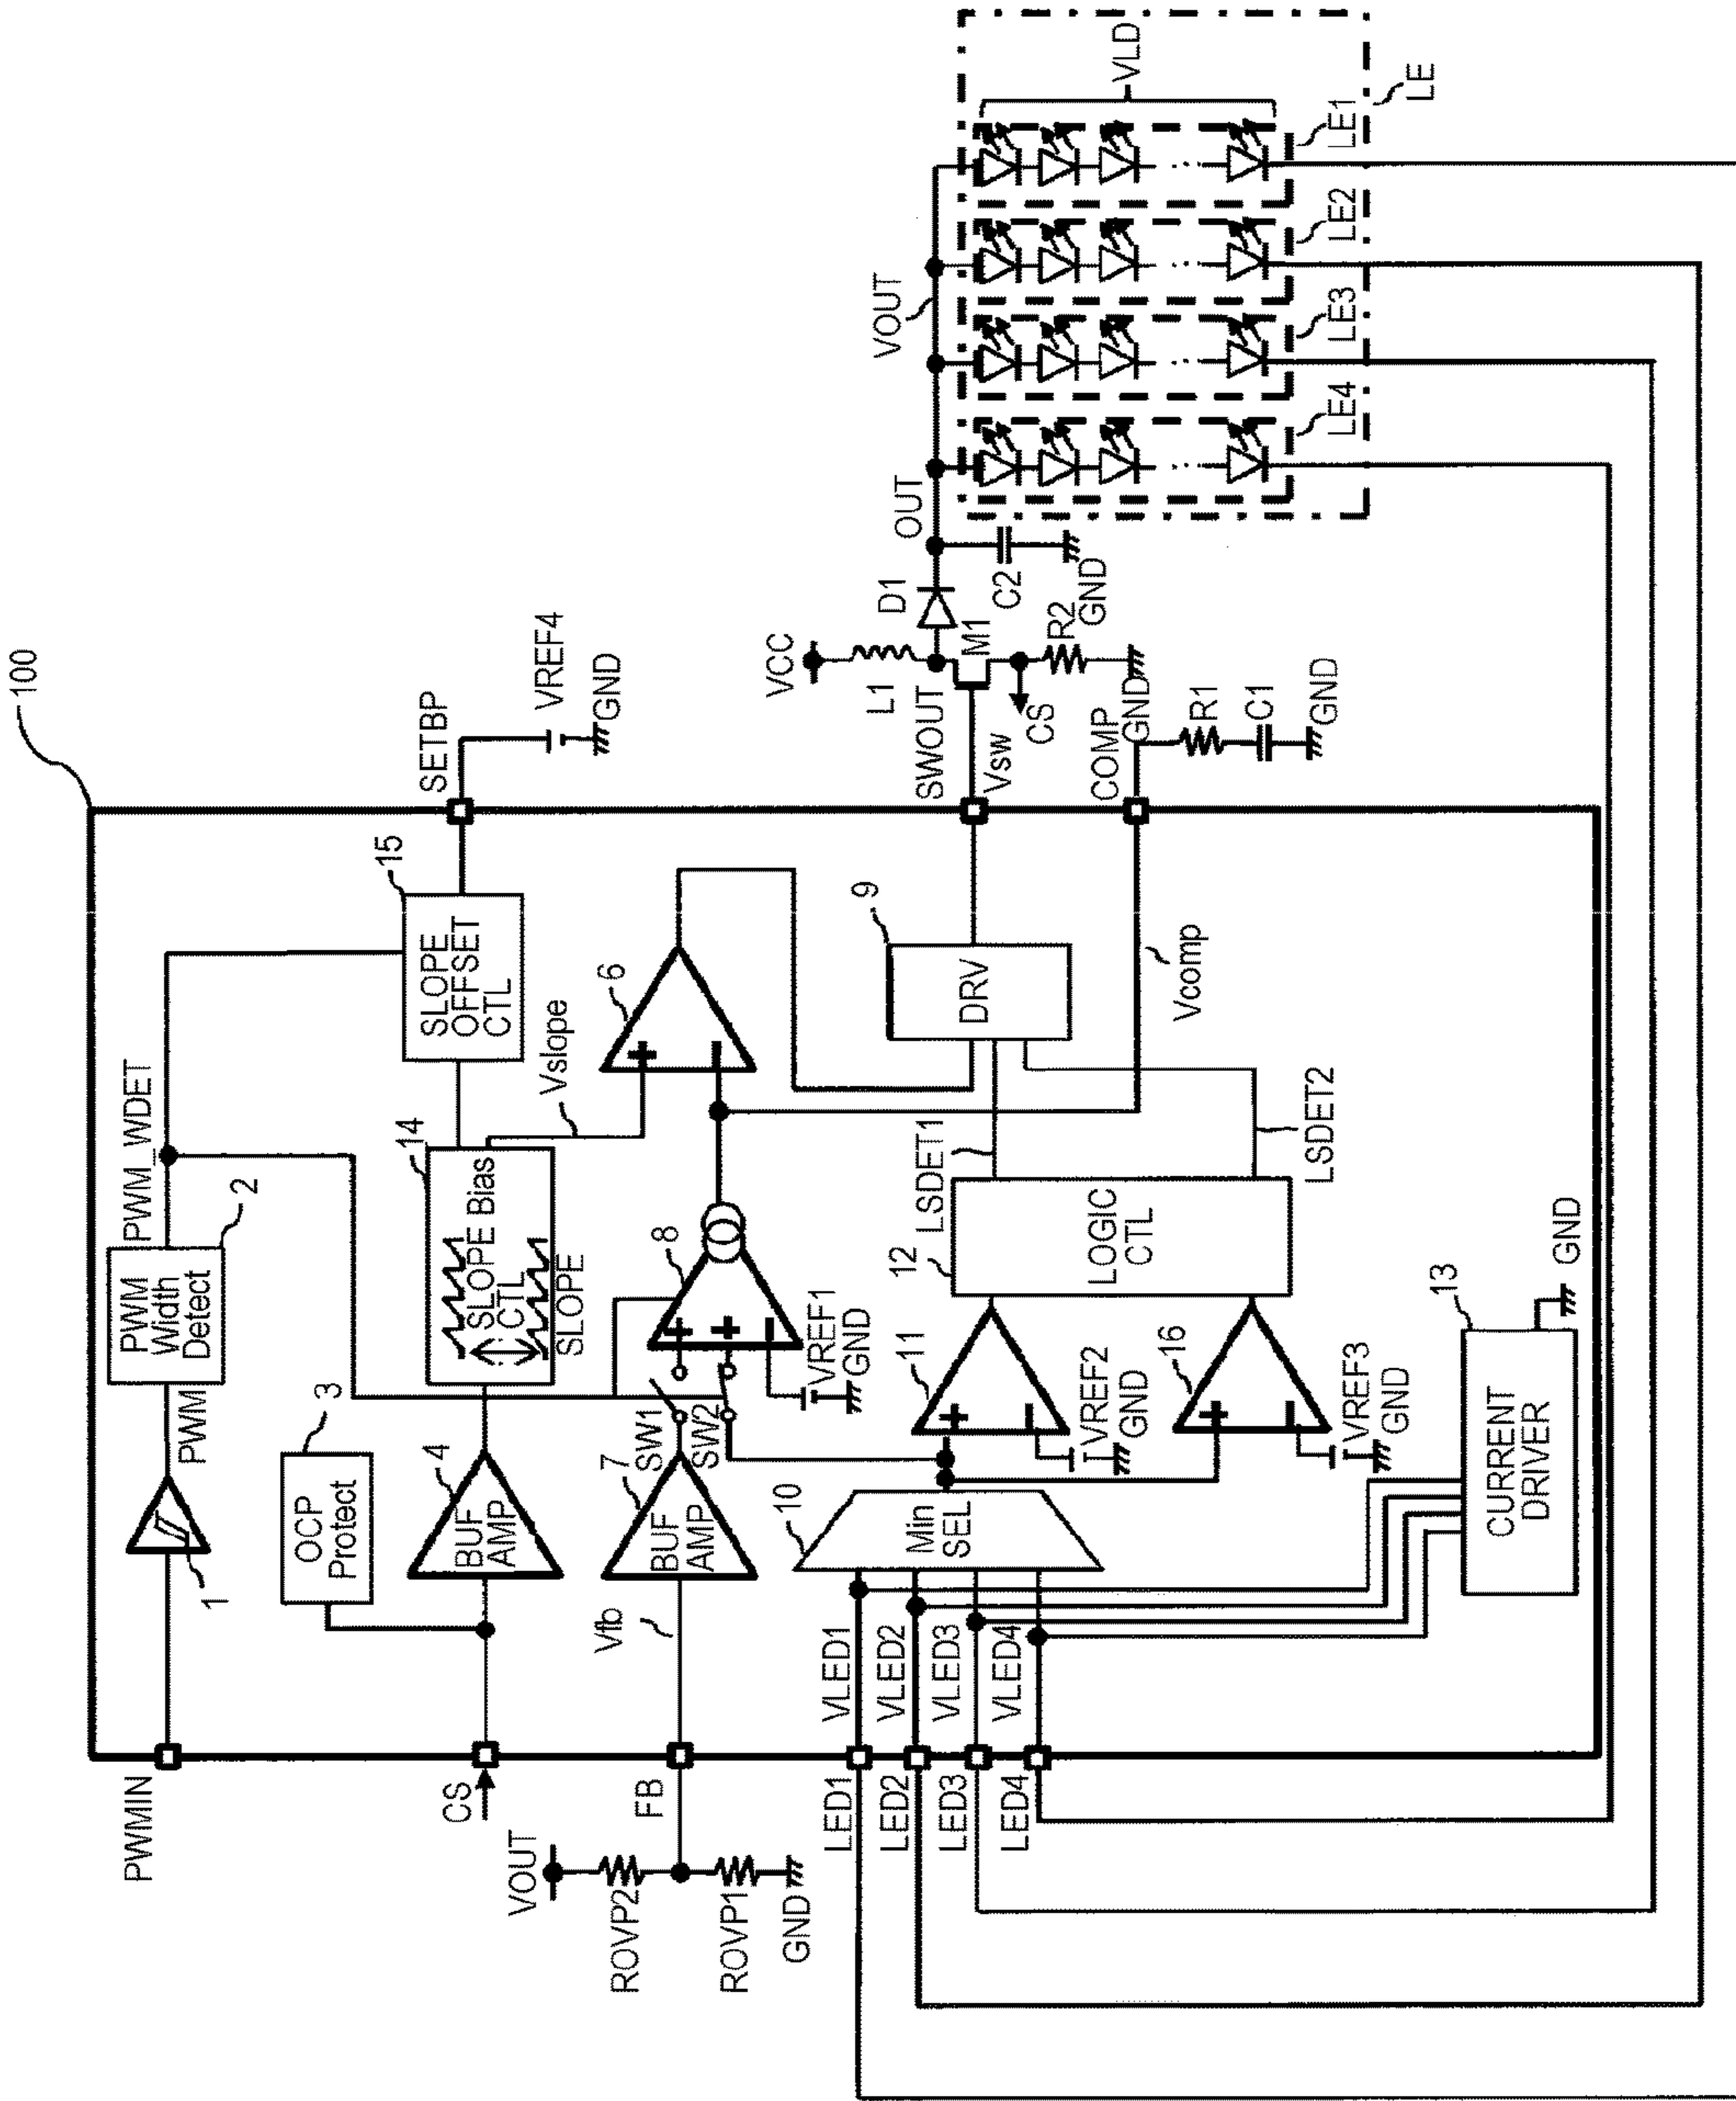 100
PWMIN
1
PWM
PWM
Width
Detect
2
PWM_WDET
OCP
Protect
3
CS
BUF
AMP
4
SLOPE Bias
CTL
SLOPE
14
SLOPE
OFFSET
CTL
15
SETBP
VREF4
GND
Vslope
6
VOUT
ROVP2
ROVP1
GND
FB
Vfb
BUF
AMP
7
SW1
SW2
8
VREF1
GND
9
DRV
SWOUT
Vsw
VCC
L1
D1
M1
CS
R2
GND
C2
GND
OUT
VOUT
COMP
Vcomp
R1
C1
GND
LED1
LED2
LED3
LED4
VLED1
VLED2
VLED3
VLED4
10
Min
SEL
11
VREF2
GND
16
VREF3
GND
12
LOGIC
CTL
LSDET1
LSDET2
13
CURRENT
DRIVER
GND
VLD
LE1
LE2
LE3
LE4
LE